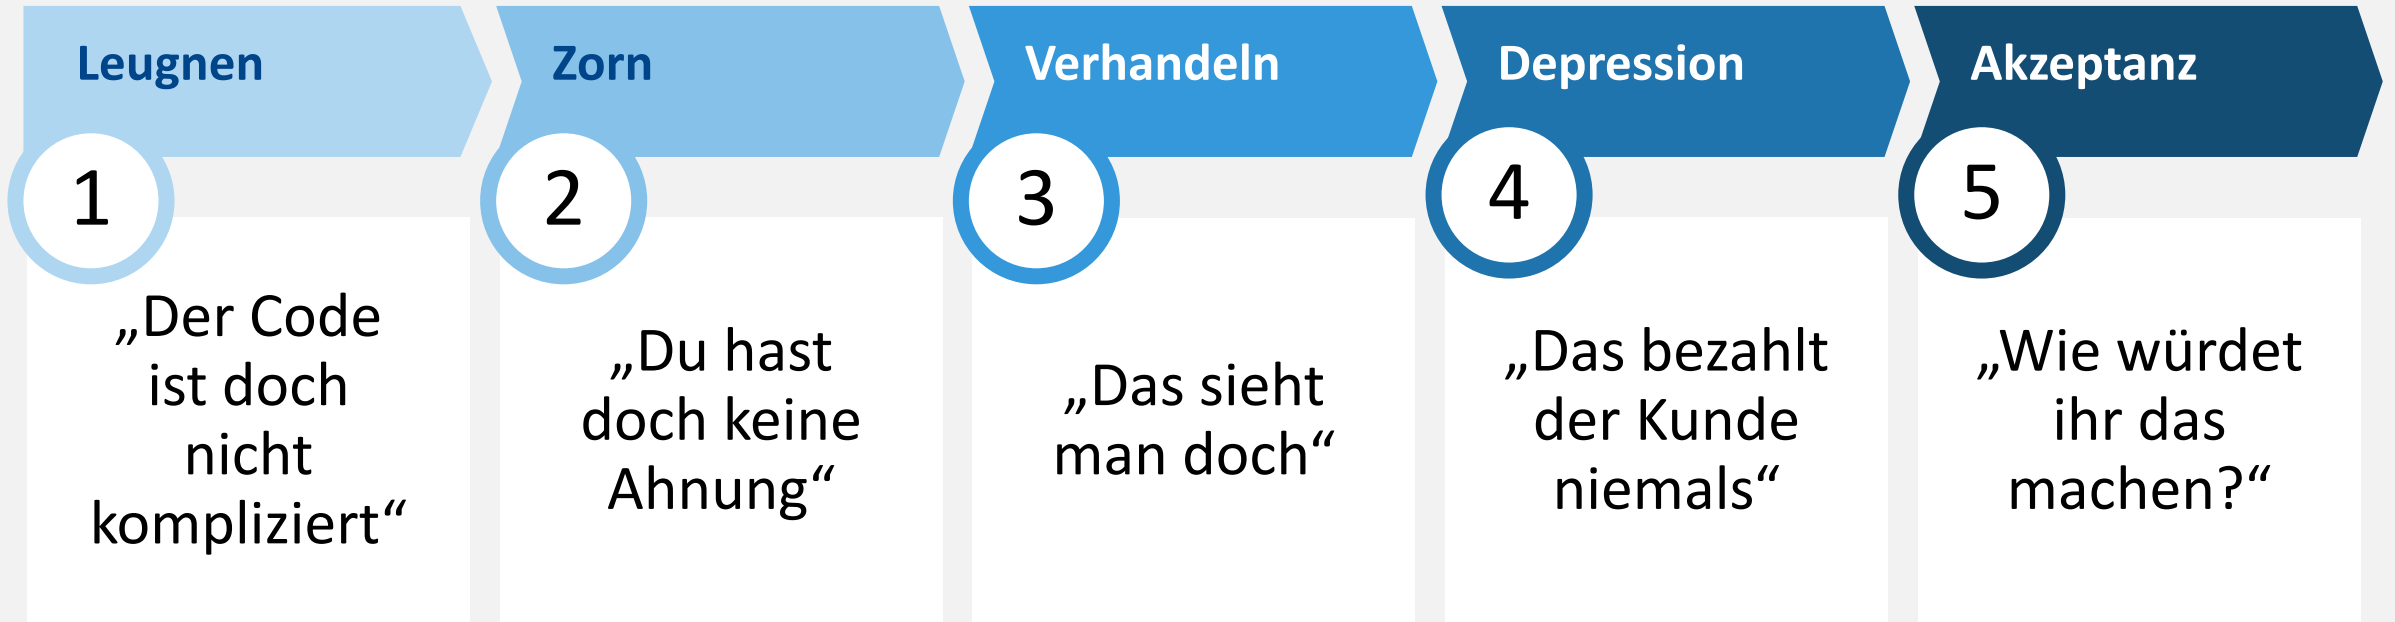 Leugnen
1
„Der Code
ist doch
nicht
kompliziert“
Zorn
2
„Du hast
doch keine
Ahnung“
Verhandeln
3
„Das sieht
man doch“
Depression
4
„Das bezahlt
der Kunde
niemals“
Akzeptanz
5
„Wie würdet
ihr das
machen?“